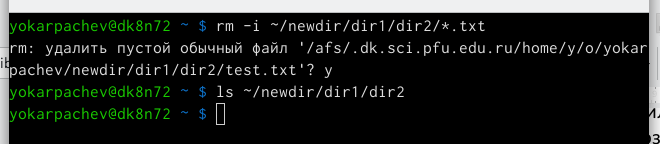 yokarpachev@dk8n72 ~ $ rm -i ~/newdir/dir1/dir2/*.txt
rm: удалить пустой обычный файл '/afs/.dk.sci.pfu.edu.ru/home/y/o/yokar
pachev/newdir/dir1/dir2/test.txt'? y
yokarpachev@dk8n72 ~ $ ls ~/newdir/dir1/dir2
yokarpachev@dk8n72 ~ $